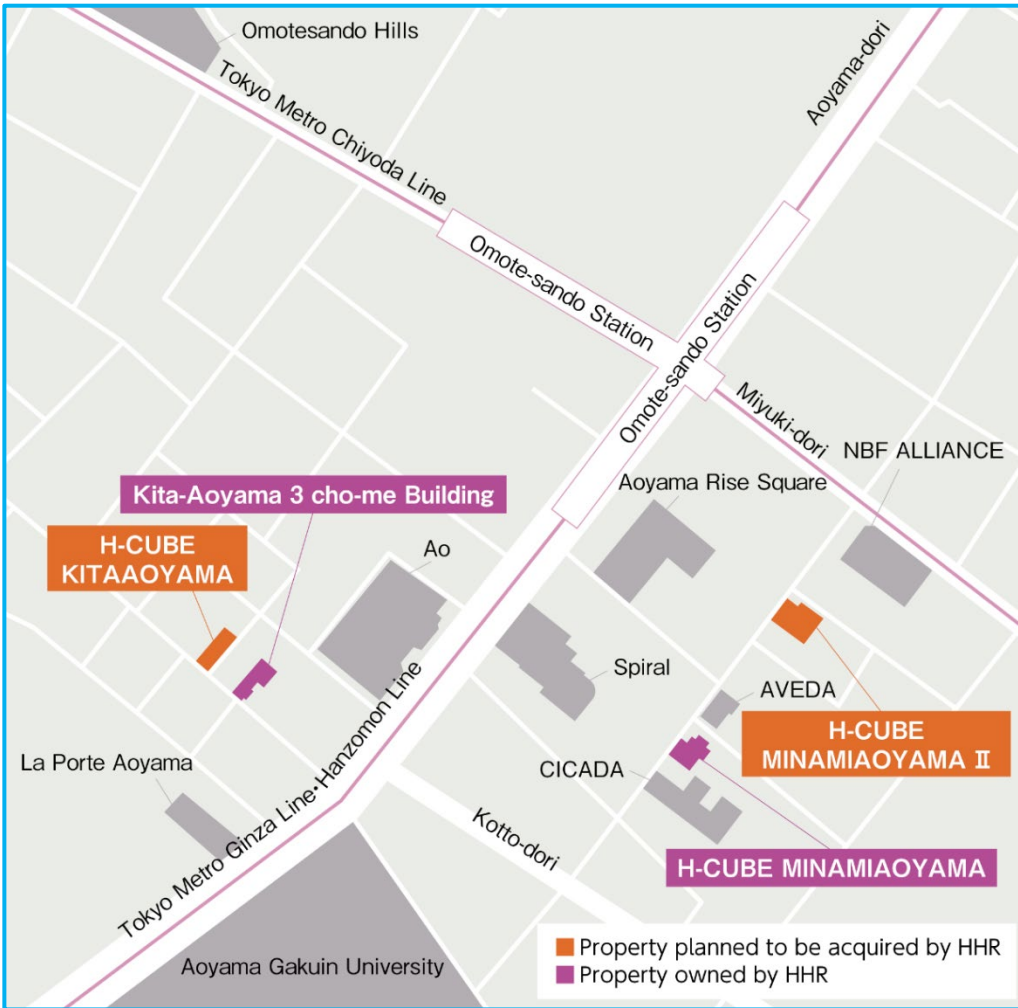 Omotesando Hills
Tokyo Metro Chiyoda Line
Aoyama-dori
Omote-sando Station
Omote-sando Station
Miyuki-dori
NBF ALLIANCE
Kita-Aoyama 3 cho-me Building
Aoyama Rise Square
H-CUBE
KITAAOYAMA
Ao
Spiral
AVEDA
H-CUBE
MINAMIAOYAMA Ⅱ
La Porte Aoyama
CICADA
Tokyo Metro Ginza Line・Hanzomon Line
Kotto-dori
H-CUBE MINAMIAOYAMA
Aoyama Gakuin University
Property planned to be acquired by HHR
Property owned by HHR